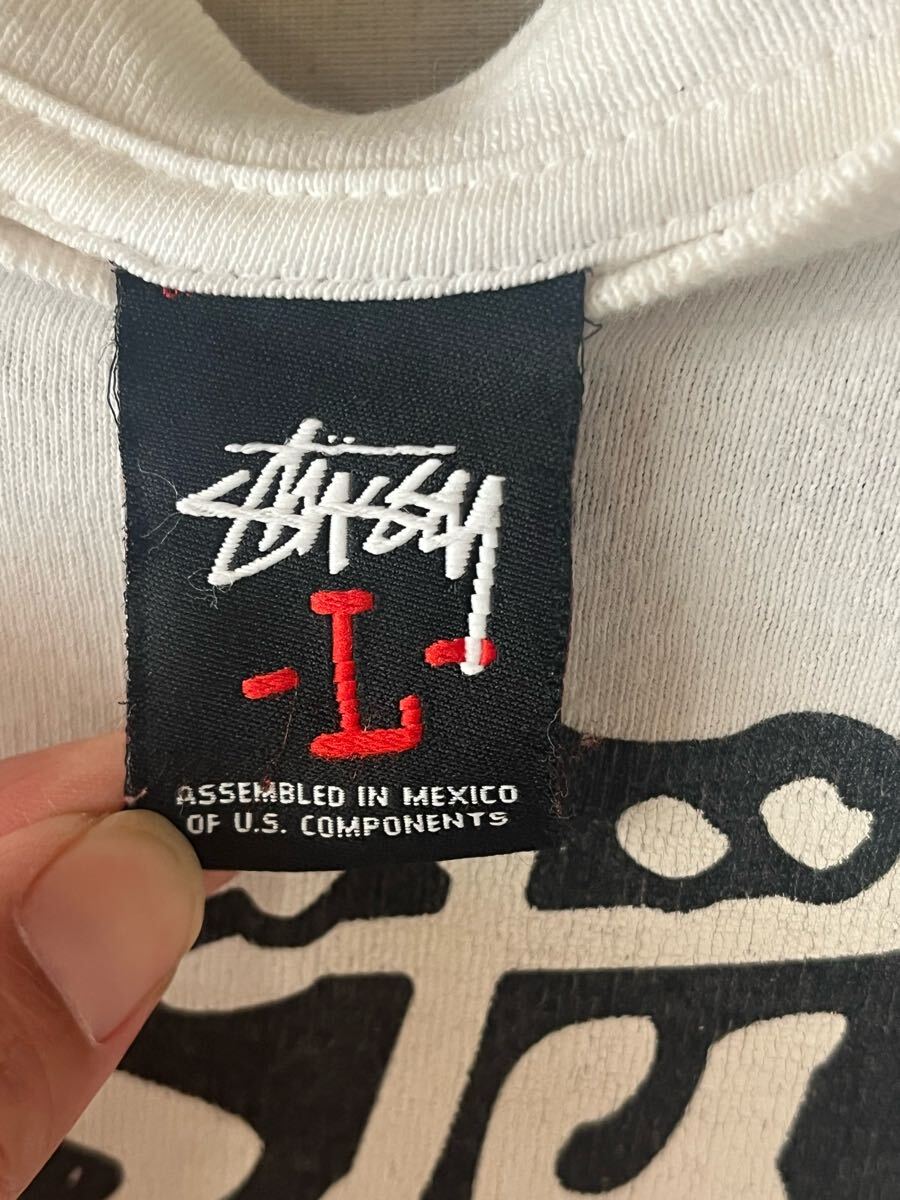 STÜSSY
-L-
ASSEMBLED IN MEXICO
OF U.S. COMPONENTS